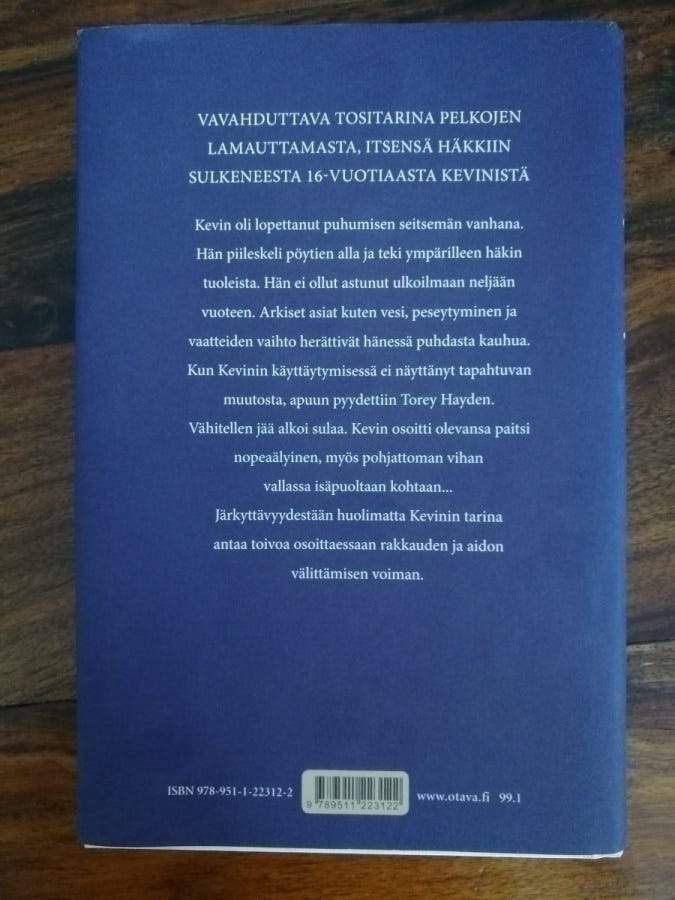 VAVAHDUTTAVA TOSITARINA PELKOJEN
LAMAUTTAMASTA, ITSENSÄ HÄKKIIN
SULKENEESTA 16-VUOTIAASTA KEVINISTÄ
Kevin oli lopettanut puhumisen seitsemän vanhana.
Hän piileskeli pöytien alla ja teki ympärilleen häkin
tuoleista. Hän ei ollut astunut ulkoilmaan neljään
vuoteen. Arkiset asiat kuten vesi, peseytyminen ja
vaatteiden vaihto herättivät hänessä puhdasta kauhua.
Kun Kevinin käyttäytymisessä ei näyttänyt tapahtuvan
muutosta, apuun pyydettiin Torey Hayden.
Vähitellen jää alkoi sulaa. Kevin osoitti olevansa paitsi
nopeaälyinen, myös pohjattoman vihan
vallassa isäpuoltaan kohtaan...
Järkyttävyydestään huolimatta Kevinin tarina
antaa toivoa osoittaessaan rakkauden ja aidon
välittämisen voiman.
ISBN 978-951-1-22312-2
9 789511 223122
www.otava.fi 99.1